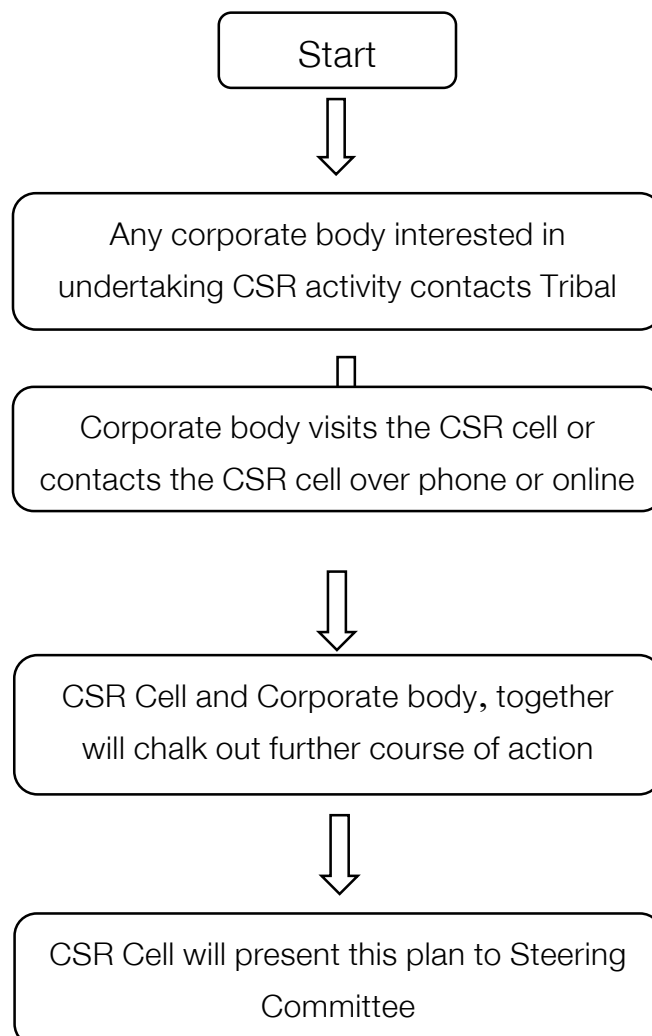 Start
Any corporate body interested in
undertaking CSR activity contacts Tribal
Corporate body visits the CSR cell or
contacts the CSR cell over phone or online
CSR Cell and Corporate body, together
will chalk out further course of action
CSR Cell will present this plan to Steering
Committee